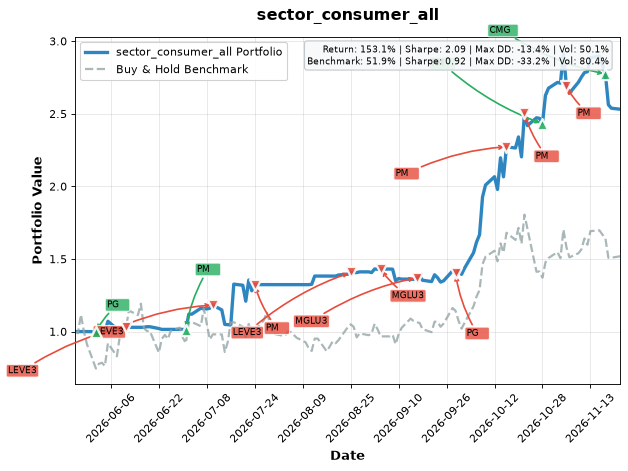 sector_consumer_all
CMG
3.0
sector_consumer_all Portfolio
Buy & Hold Benchmark
Return: 153.1% | Sharpe: 2.09 | Max DD: -13.4% | Vol: 50.1%
Benchmark: 51.9% | Sharpe: 0.92 | Max DD: -33.2% | Vol: 80.4%
2.5
PM
PM
2.0
PM
Portfolio Value
1.5
PM
MGLU3
PG
MGLU3
1.0
LEVE3
LEVE3
PM
PG
LEVE3
2026-06-06
2026-06-22
2026-07-08
2026-07-24
2026-08-09
2026-08-25
2026-09-10
2026-09-26
2026-10-12
2026-10-28
2026-11-13
Date